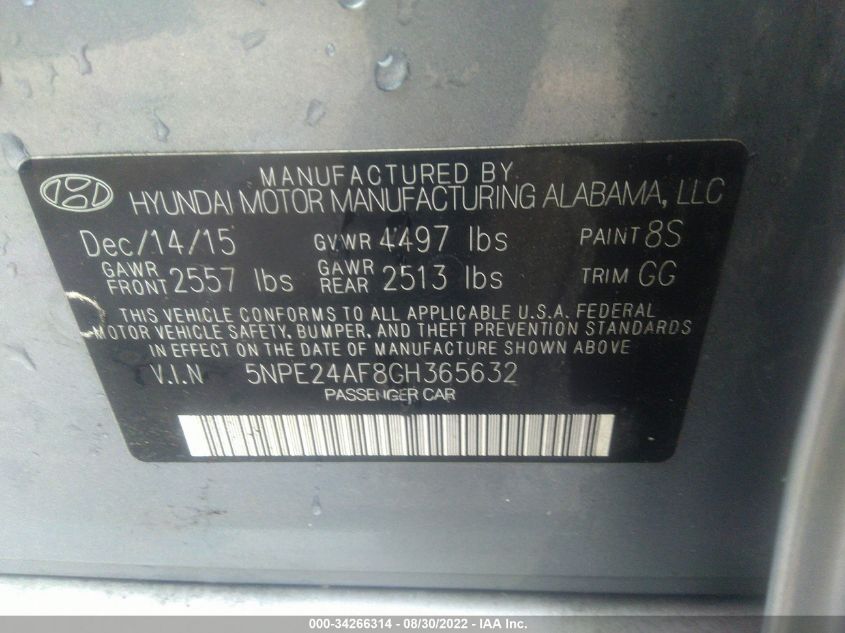 MANUFACTURED BY
HYUNDAI MOTOR MANUFACTURING ALABAMA, LLC
Dec/14/15 GVWR 4497 lbs PAINT 8S
GAWR FRONT 2557 lbs GAWR REAR 2513 lbs TRIM GG
THIS VEHICLE CONFORMS TO ALL APPLICABLE U.S.A. FEDERAL
MOTOR VEHICLE SAFETY, BUMPER, AND THEFT PREVENTION STANDARDS
IN EFFECT ON THE DATE OF MANUFACTURE SHOWN ABOVE
V.I.N 5NPE24AF8GH365632
PASSENGER CAR
000-34266314 - 08/30/2022 - IAA Inc.